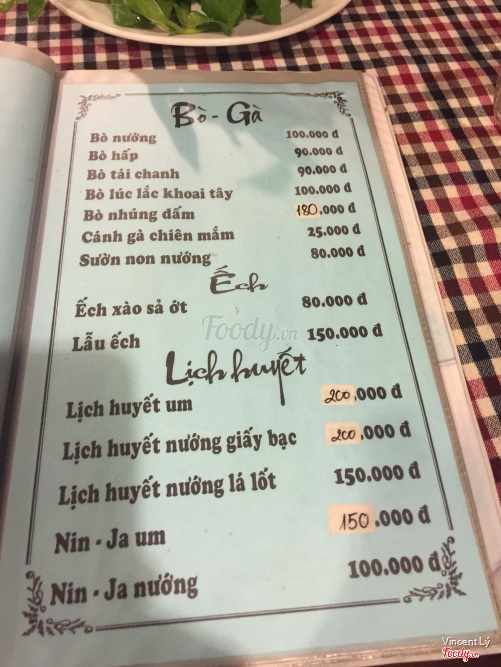 Bò - Gà
Bò nướng 100.000 đ
Bò hấp 90.000 đ
Bò tái chanh 90.000 đ
Bò lúc lắc khoai tây 100.000 đ
Bò nhúng dấm 180.000 đ
Cánh gà chiên mắm 25.000 đ
Sườn non nướng 80.000 đ
Ếch
Ếch xào sả ớt 80.000 đ
Lẩu ếch 150.000 đ
Foody.vn
Lịch huyết
Lịch huyết um 200,000 đ
Lịch huyết nướng giấy bạc 200,000 đ
Lịch huyết nướng lá lốt 150.000 đ
Nin - Ja um 150.000 đ
Nin - Ja nướng 100.000 đ
Vincent Lý
Foody.vn